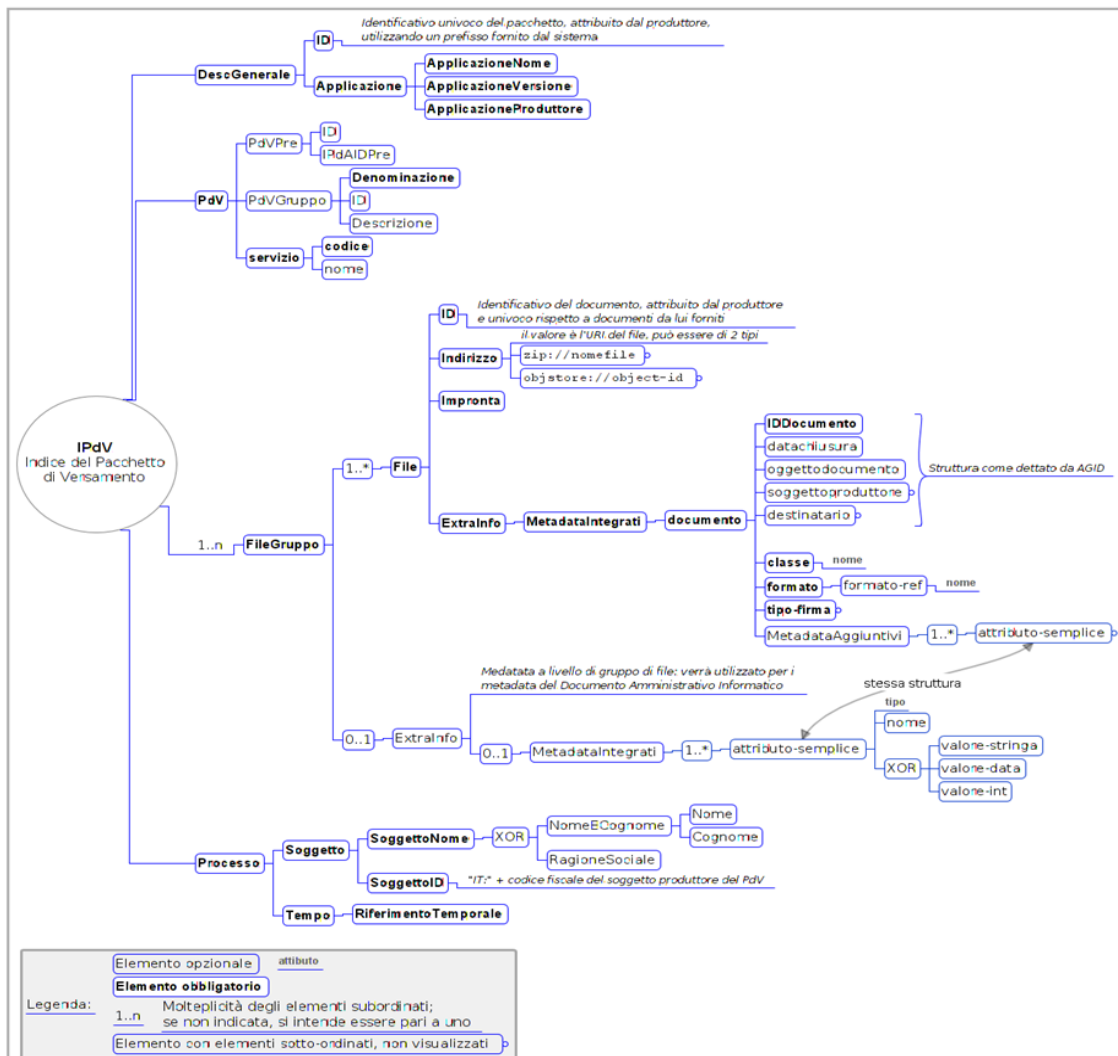 Identificativo univoco del pacchetto, attribuito dal produttore,
utilizzando un prefisso fornito dal sistema
ID
DescGenerale
Applicazione
ApplicazioneNome
ApplicazioneVersione
ApplicazioneProduttore
PdV
PdVPre
ID
IPdAIDPre
PdVGruppo
Denominazione
ID
Descrizione
servizio
codice
nome
IPdV
Indice del Pacchetto
di Versamento
1..n
FileGruppo
1..*
File
ID
Identificativo del documento, attribuito dal produttore
e univoco rispetto a documenti da lui forniti
Indirizzo
il valore è l'URI del file, può essere di 2 tipi
zip://nomefile
objstore://object-id
Impronta
ExtraInfo
MetadataIntegrati
documento
IDDocumento
datachiusura
oggettodocumento
soggettoproduttore
destinatario
Struttura come dettato da AGID
classe
nome
formato
formato-ref
nome
tipo-firma
MetadataAggiuntivi
1..*
attributo-semplice
stessa struttura
0..1
ExtraInfo
Medatata a livello di gruppo di file: verrà utilizzato per i
metadata del Documento Amministrativo Informatico
0..1
MetadataIntegrati
1..*
attributo-semplice
tipo
nome
XOR
valore-stringa
valore-data
valore-int
Processo
Soggetto
SoggettoNome
XOR
NomeECognome
Nome
Cognome
RagioneSociale
SoggettoID
"IT:" + codice fiscale del soggetto produttore del PdV
Tempo
RiferimentoTemporale
Legenda:
Elemento opzionale
attibuto
Elemento obbligatorio
1..n
Molteplicità degli elementi subordinati;
se non indicata, si intende essere pari a uno
Elemento con elementi sotto-ordinati, non visualizzati